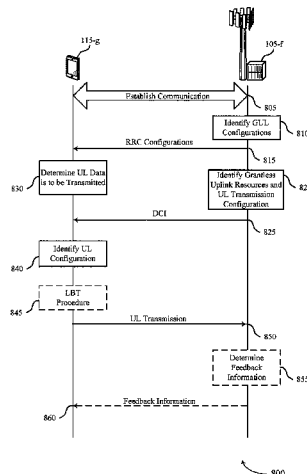 115-g
105-f
Establish Communication
805
Identify GUL
Configurations
810
RRC Configurations
815
830
Determine UL Data
is to be Transmitted
Identify Grantless
Uplink Resources and
UL Transmission
Configuration
82
DCI
825
840
Identify UL
Configuration
LBT
Procedure
845
UL Transmission
850
Determine
Feedback
Information
855
Feedback Information
860
800